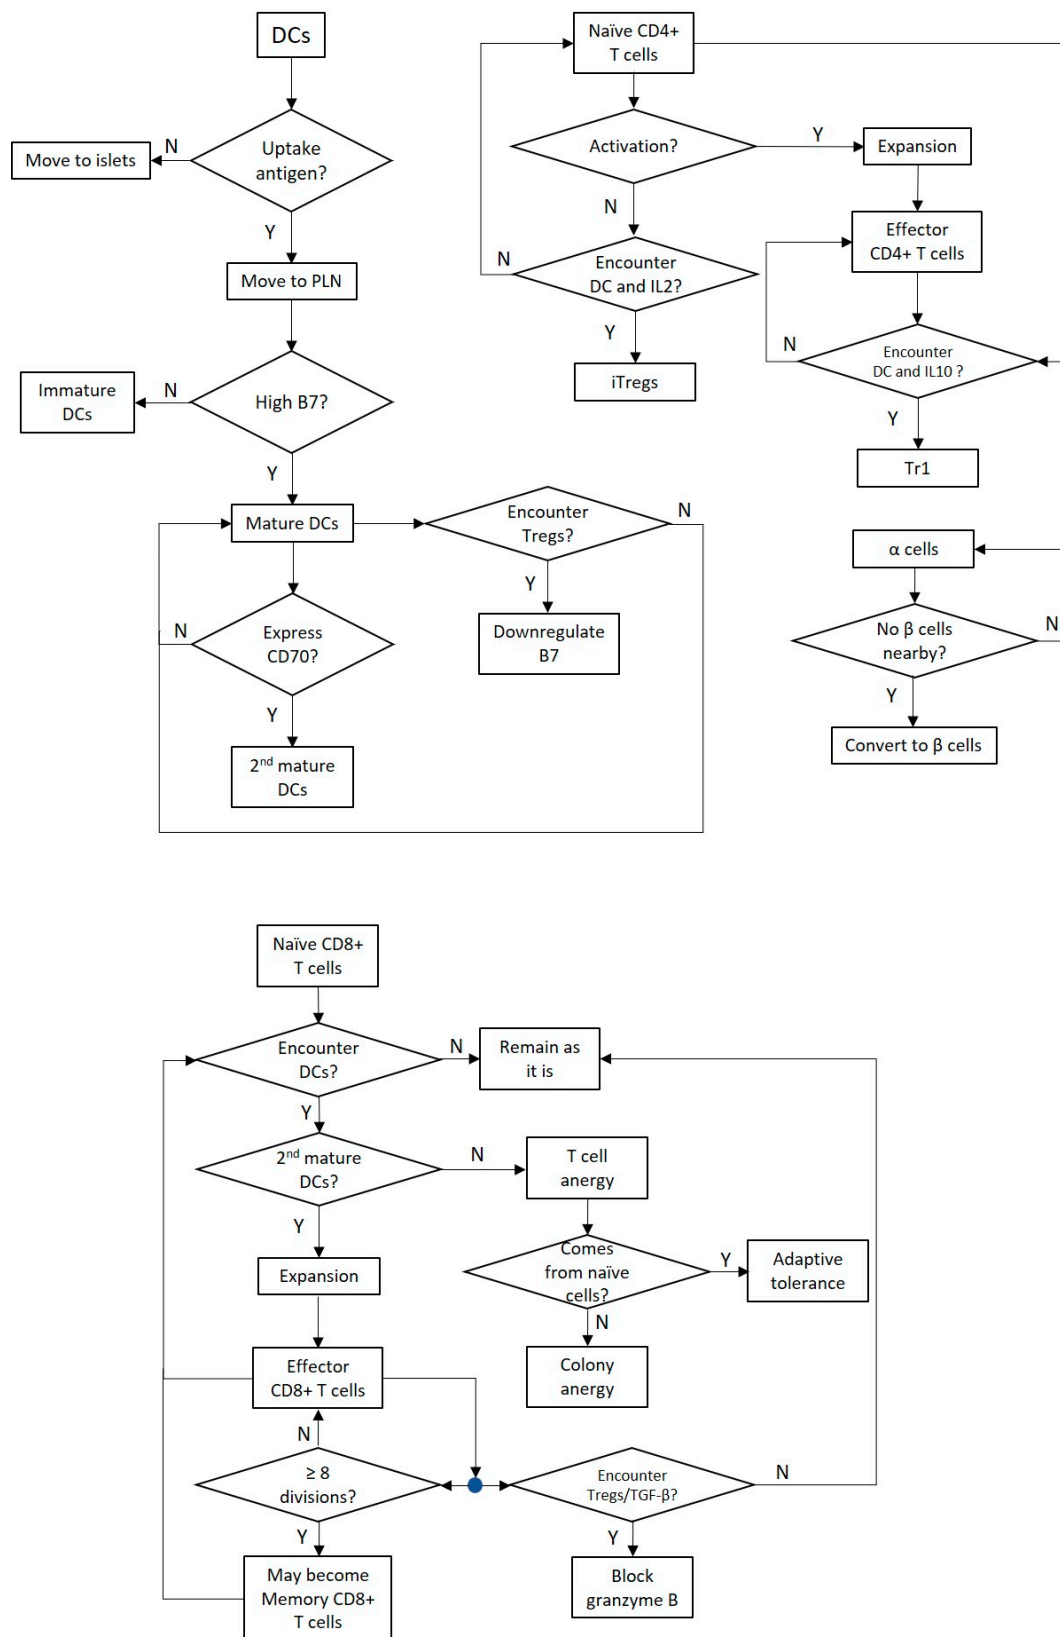 DCs
Uptake
antigen?
N
Move to islets
Y
Move to PLN
High B7?
N
Immature
DCs
Y
Mature DCs
Encounter
Tregs?
N
Y
Downregulate
B7
Express
CD70?
N
Y
2nd mature
DCs
Naïve CD4+
T cells
Activation?
Y
Expansion
N
Effector
CD4+ T cells
Encounter
DC and IL2?
N
Y
iTregs
Encounter
DC and IL10 ?
N
Y
Tr1
α cells
No β cells
nearby?
N
Y
Convert to β cells
Naïve CD8+
T cells
Encounter
DCs?
N
Remain as
it is
Y
2nd mature
DCs?
N
T cell
anergy
Y
Comes
from naïve
cells?
Y
Adaptive
tolerance
N
Colony
anergy
Expansion
Effector
CD8+ T cells
N
≥ 8
divisions?
Encounter
Tregs/TGF-β?
N
Y
May become
Memory CD8+
T cells
Y
Block
granzyme B